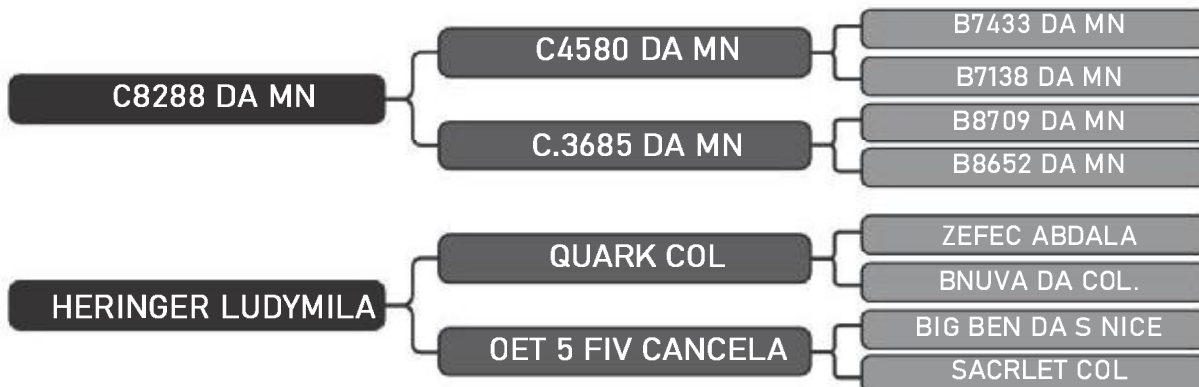 C8288 DA MN
C4580 DA MN
B7433 DA MN
B7138 DA MN
C.3685 DA MN
B8709 DA MN
B8652 DA MN
HERINGER LUDYMILA
QUARK COL
ZEFEC ABDALA
BNUVA DA COL.
OET 5 FIV CANCELA
BIG BEN DA S NICE
SACRLET COL